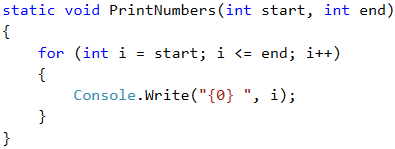 static void PrintNumbers(int start, int end)
{
    for (int i = start; i <= end; i++)
    {
        Console.Write("{0} ", i);
    }
}